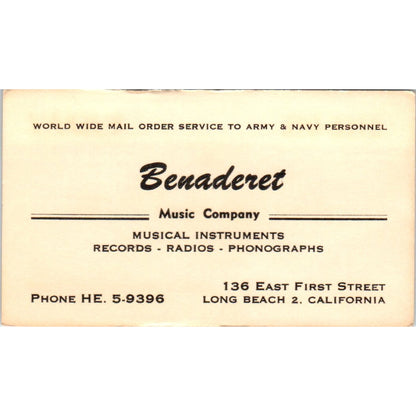 WORLD WIDE MAIL ORDER SERVICE TO ARMY & NAVY PERSONNEL
Benaderet
Music Company
MUSICAL INSTRUMENTS
RECORDS - RADIOS - PHONOGRAPHS
136 EAST FIRST STREET
PHONE HE. 5-9396 LONG BEACH 2. CALIFORNIA